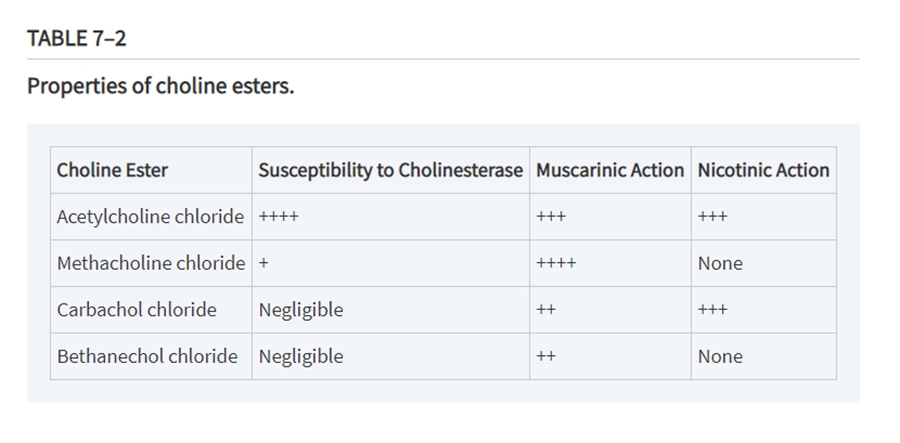 TABLE 7–2
Properties of choline esters.
Choline Ester Susceptibility to Cholinesterase Muscarinic Action Nicotinic Action
Acetylcholine chloride ++++ +++ +++
Methacholine chloride + ++++ None
Carbachol chloride Negligible ++ +++
Bethanechol chloride Negligible ++ None